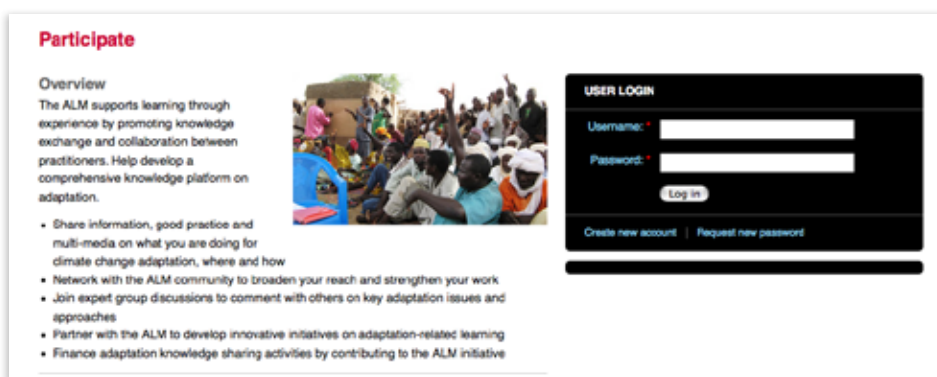 Participate
Overview
The ALM supports learning through
experience by promoting knowledge
exchange and collaboration between
practitioners. Help develop a
comprehensive knowledge platform on
adaptation.
• Share information, good practice and
multi-media on what you are doing for
climate change adaptation, where and how
• Network with the ALM community to broaden your reach and strengthen your work
• Join expert group discussions to comment with others on key adaptation issues and
approaches
• Partner with the ALM to develop innovative initiatives on adaptation-related learning
• Finance adaptation knowledge sharing activities by contributing to the ALM initiative
USER LOGIN
Username: *
Password: *
Log in
Create new account | Request new password